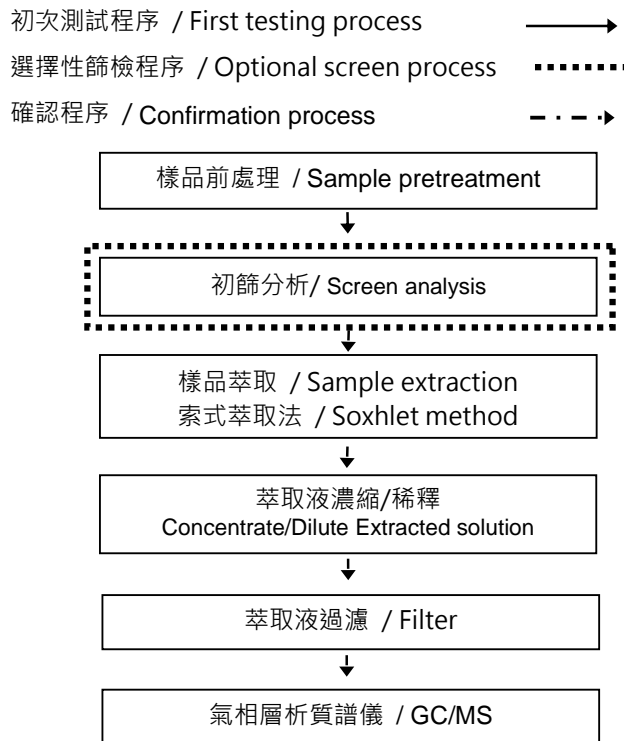 初次測試程序 / First testing process
選擇性篩檢程序 / Optional screen process
確認程序 / Confirmation process
樣品前處理 / Sample pretreatment
初篩分析/ Screen analysis
樣品萃取 / Sample extraction
索式萃取法 / Soxhlet method
萃取液濃縮/稀釋
Concentrate/Dilute Extracted solution
萃取液過濾 / Filter
氣相層析質譜儀 / GC/MS